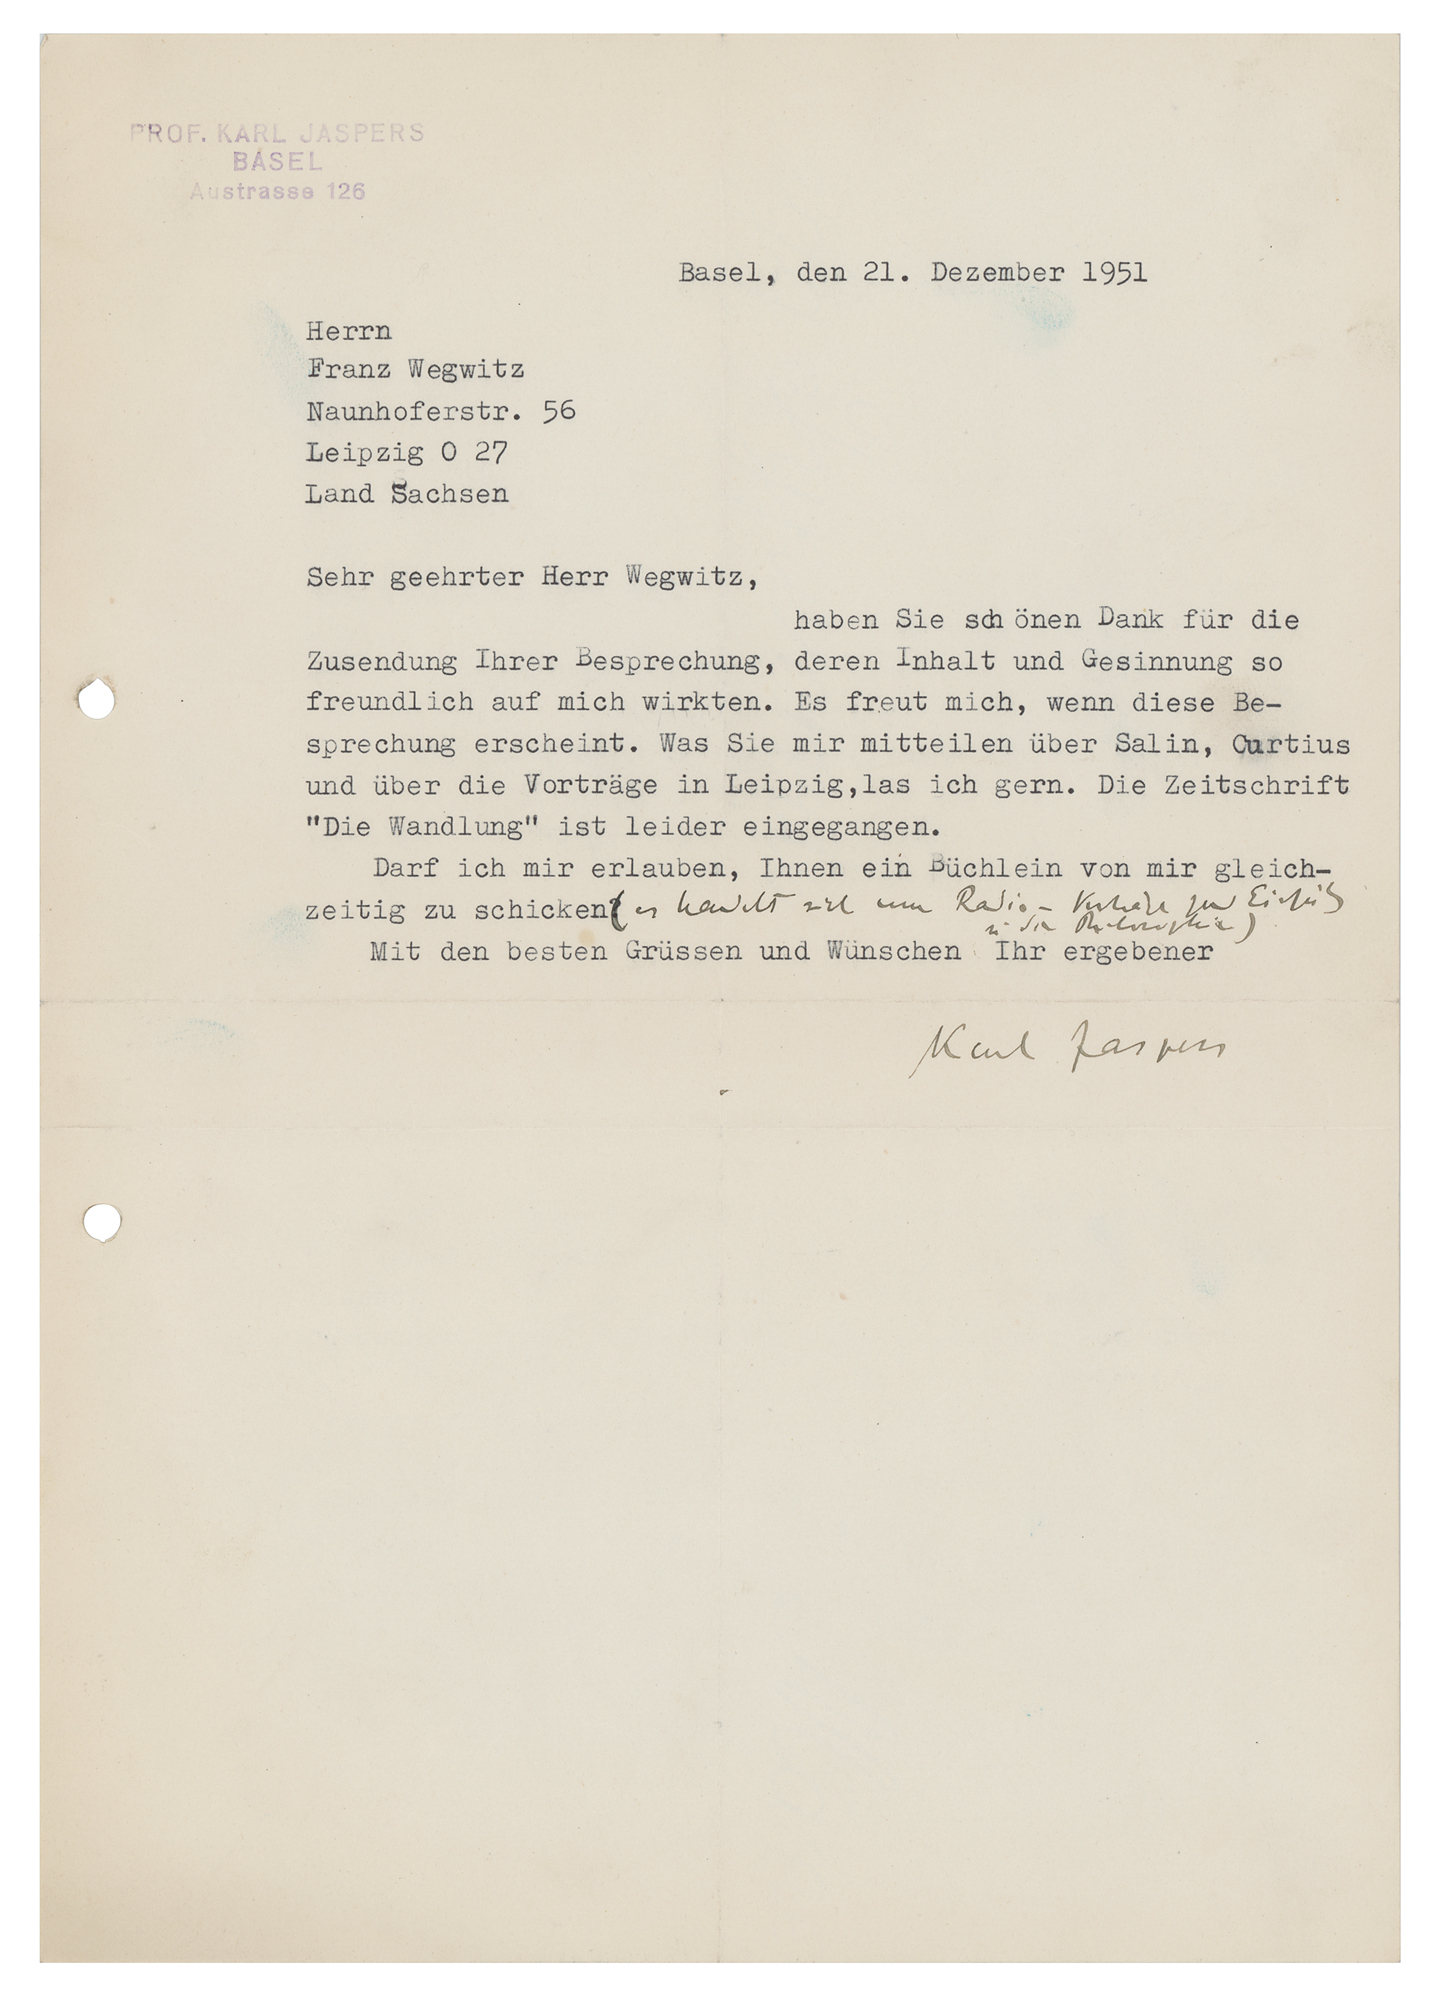 PROF. KARL JASPERS
BASEL
Austrasse 126
Basel, den 21. Dezember 1951
Herrn
Franz Wegwitz
Naunhoferstr. 56
Leipzig O 27
Land Sachsen
Sehr geehrter Herr Wegwitz,
haben Sie sch önen Dank für die
Zusendung Ihrer Besprechung, deren Inhalt und Gesinnung so
freundlich auf mich wirkten. Es freut mich, wenn diese Be-
sprechung erscheint. Was Sie mir mitteilen über Salin, Curtius
und über die Vorträge in Leipzig,las ich gern. Die Zeitschrift
"Die Wandlung" ist leider eingegangen.
Darf ich mir erlauben, Ihnen ein Büchlein von mir gleich-
zeitig zu schicken (es handelt sich um Radio-Vorträge zur Einfüh
in die Philosophie)
Mit den besten Grüssen und Wünschen Ihr ergebener
Karl Jaspers